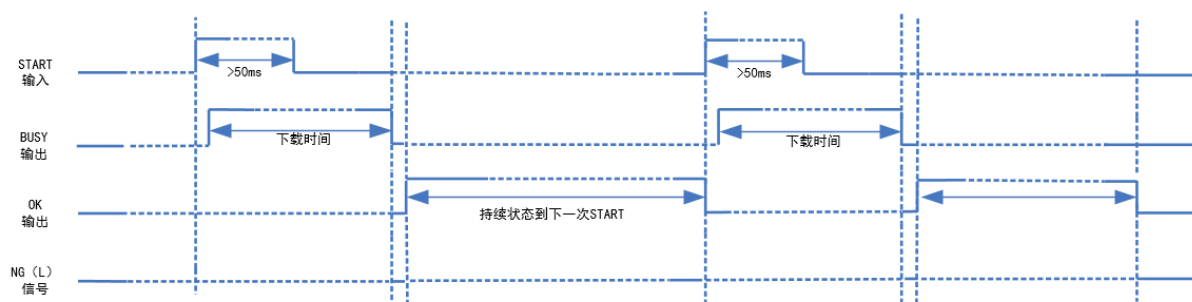 START
输入
>50ms
>50ms
BUSY
输出
下载时间
下载时间
OK
输出
持续状态到下一次START
NG（L）
信号